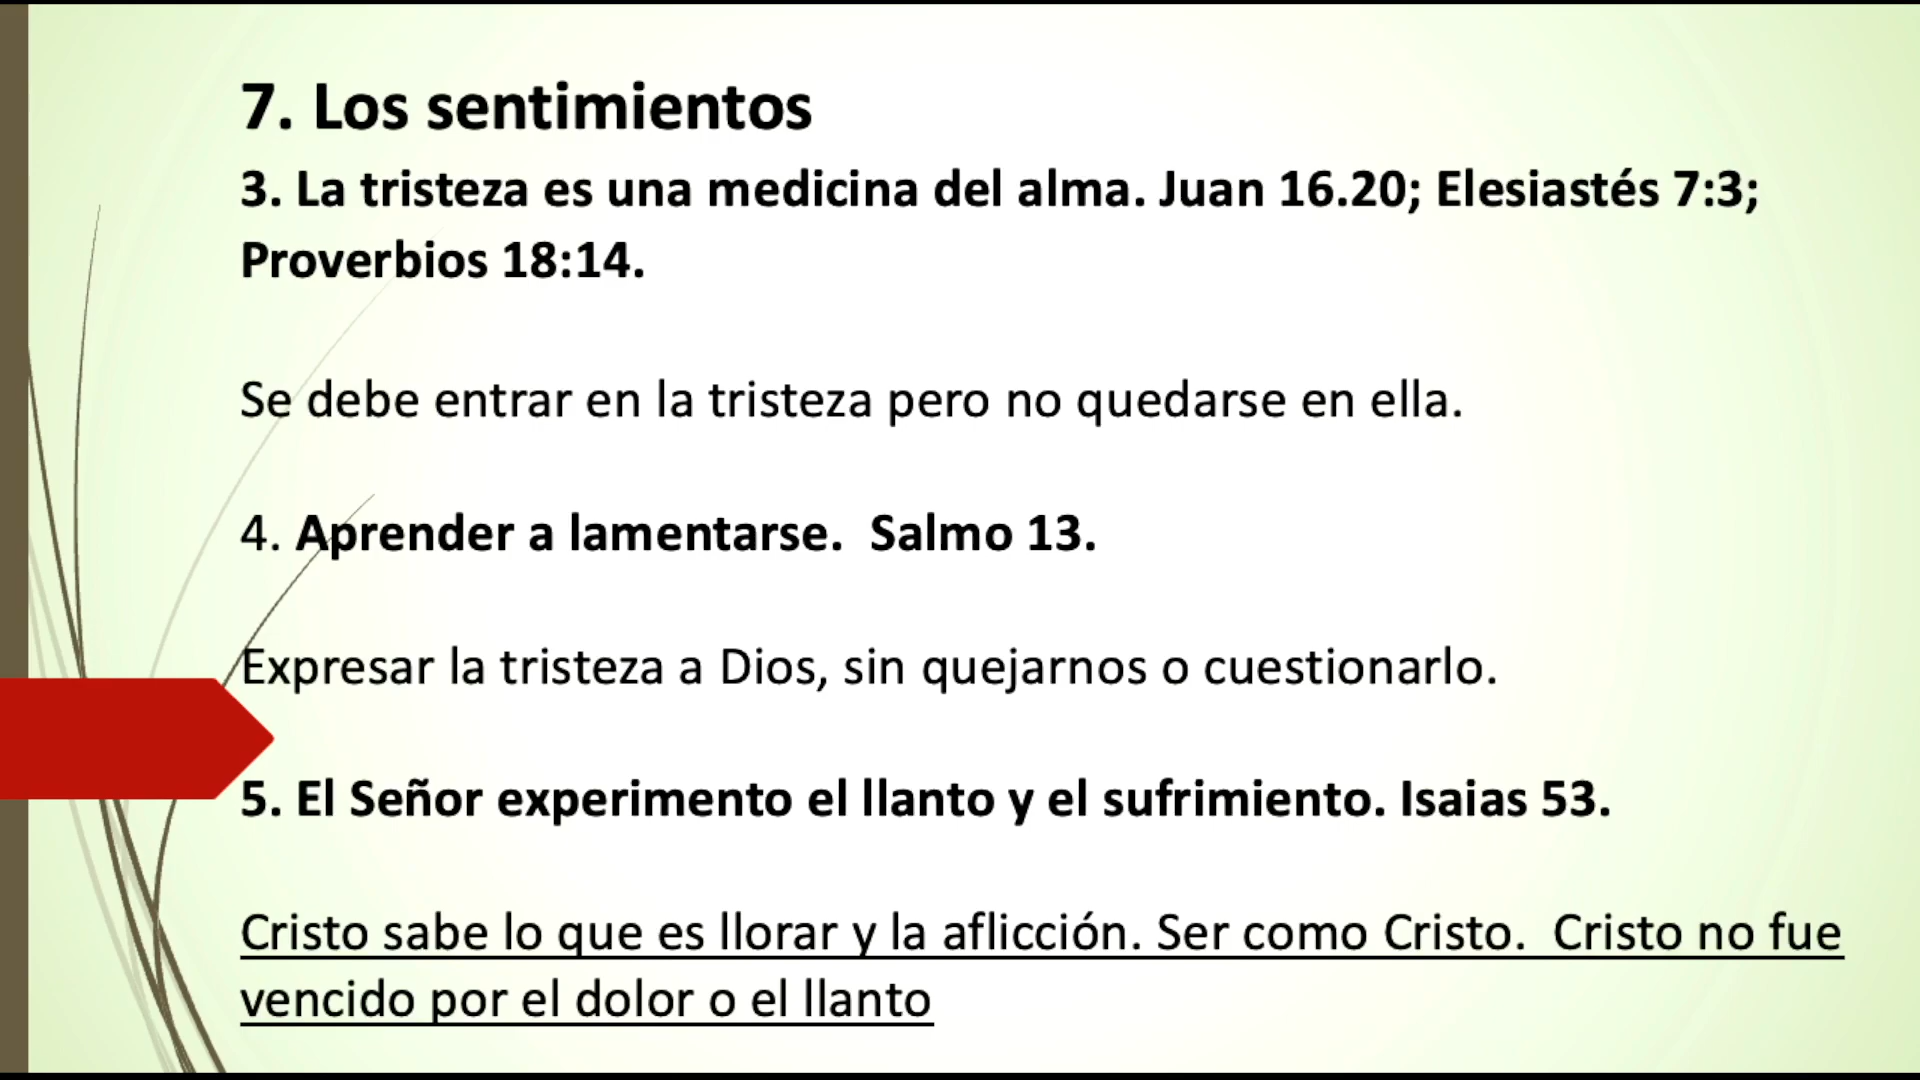 7. Los sentimientos
3. La tristeza es una medicina del alma. Juan 16.20; Elesiastés 7:3;
Proverbios 18:14.
Se debe entrar en la tristeza pero no quedarse en ella.
4. Aprender a lamentarse.  Salmo 13.
Expresar la tristeza a Dios, sin quejarnos o cuestionarlo.
5. El Señor experimento el llanto y el sufrimiento. Isaias 53.
Cristo sabe lo que es llorar y la aflicción. Ser como Cristo.  Cristo no fue
vencido por el dolor o el llanto